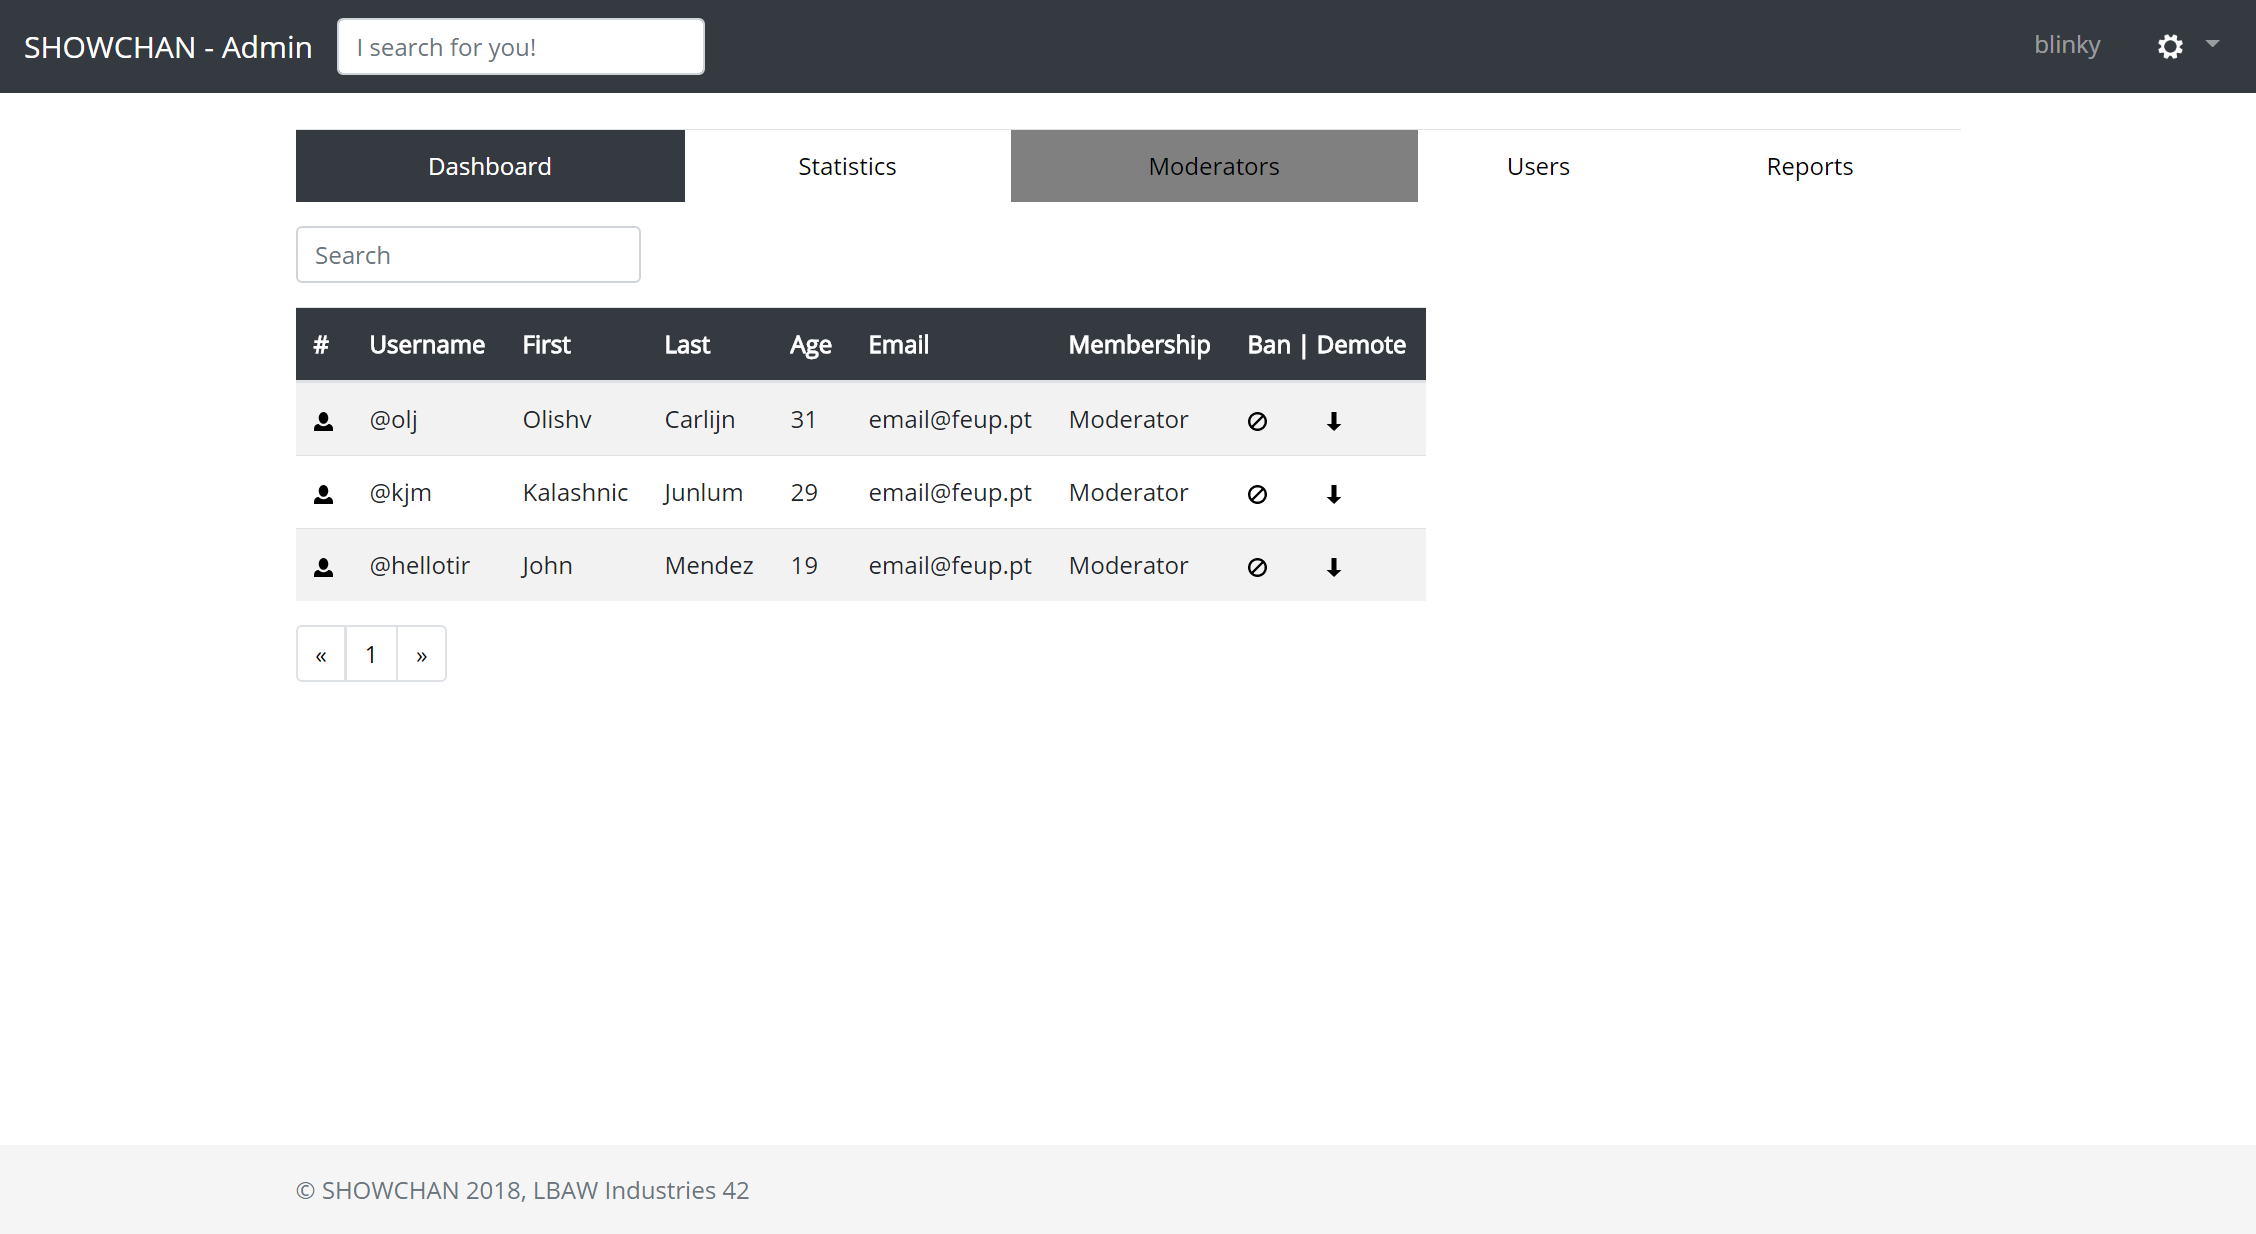 SHOWCHAN - Admin I search for you! blinky
Dashboard Statistics Moderators Users Reports
Search
# Username First Last Age Email Membership Ban | Demote
@olj Olishv Carlijn 31 email@feup.pt Moderator
@kjm Kalashnic Junlum 29 email@feup.pt Moderator
@hellotir John Mendez 19 email@feup.pt Moderator
« 1 »
© SHOWCHAN 2018, LBAW Industries 42